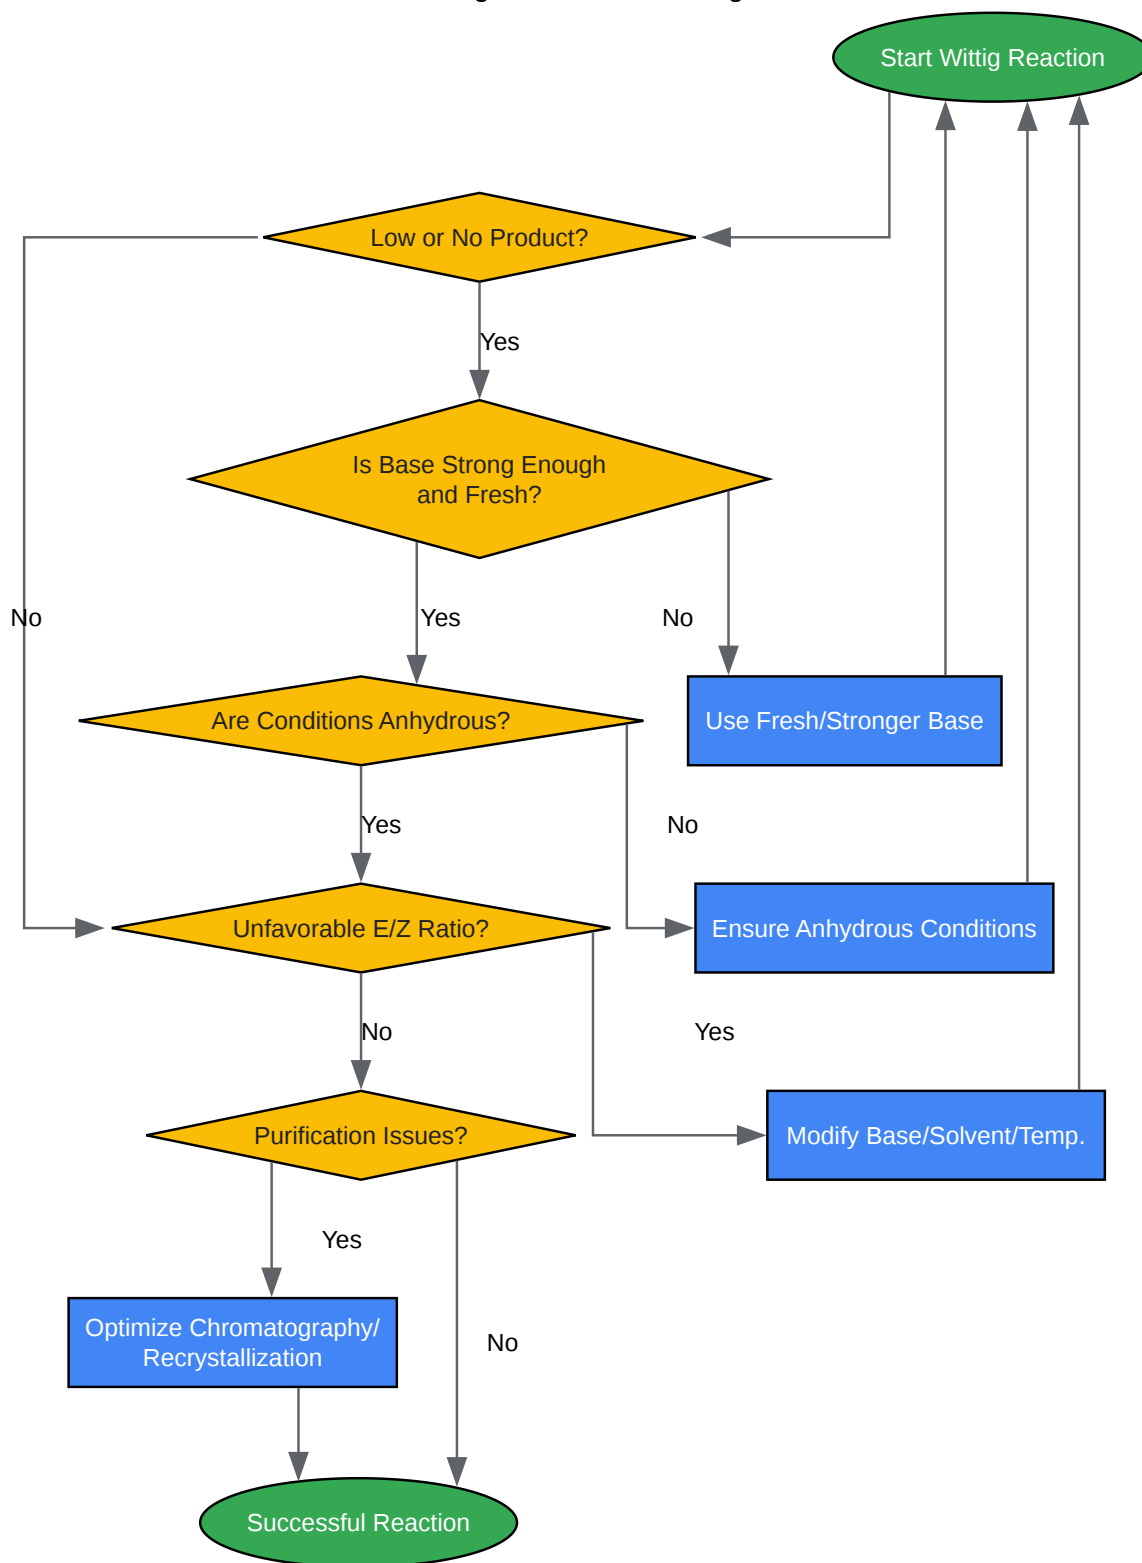 Start Wittig Reaction
Low or No Product?
Yes
Is Base Strong Enough
and Fresh?
No
Yes
No
Are Conditions Anhydrous?
Use Fresh/Stronger Base
Yes
No
Unfavorable E/Z Ratio?
Ensure Anhydrous Conditions
No
Yes
Purification Issues?
Modify Base/Solvent/Temp.
Yes
Optimize Chromatography/
Recrystallization
No
Successful Reaction